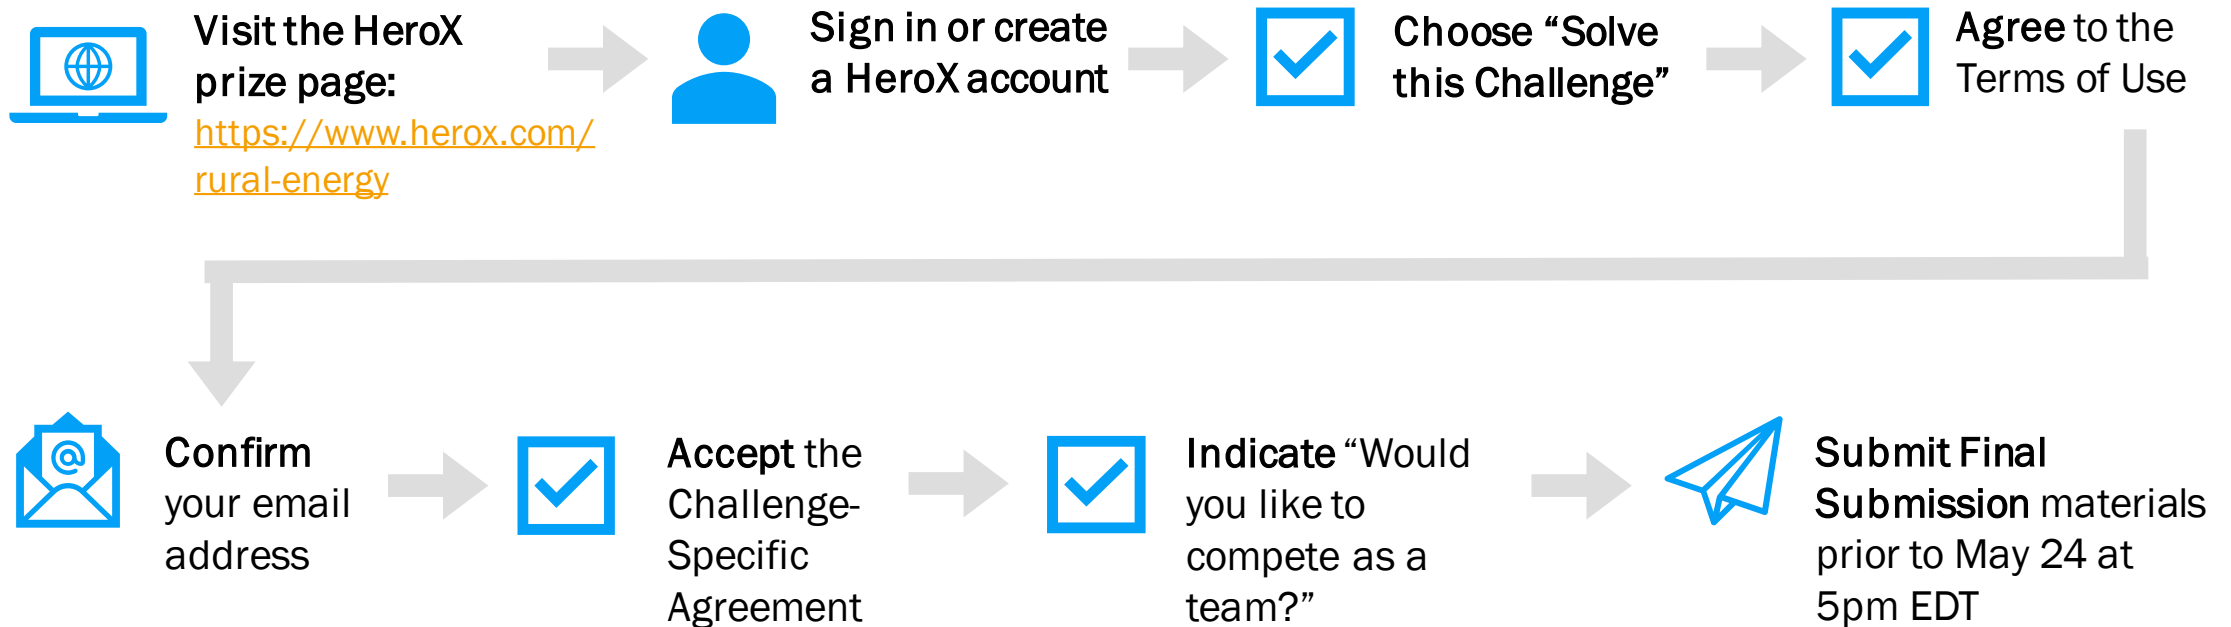 Visit the HeroX
prize page:
https://www.herox.com/
rural-energy
Sign in or create
a HeroX account
Choose “Solve
this Challenge”
Agree to the
Terms of Use
@
Confirm
your email
address
Accept the
Challenge-
Specific
Agreement
Indicate “Would
you like to
compete as a
team?”
Submit Final
Submission materials
prior to May 24 at
5pm EDT